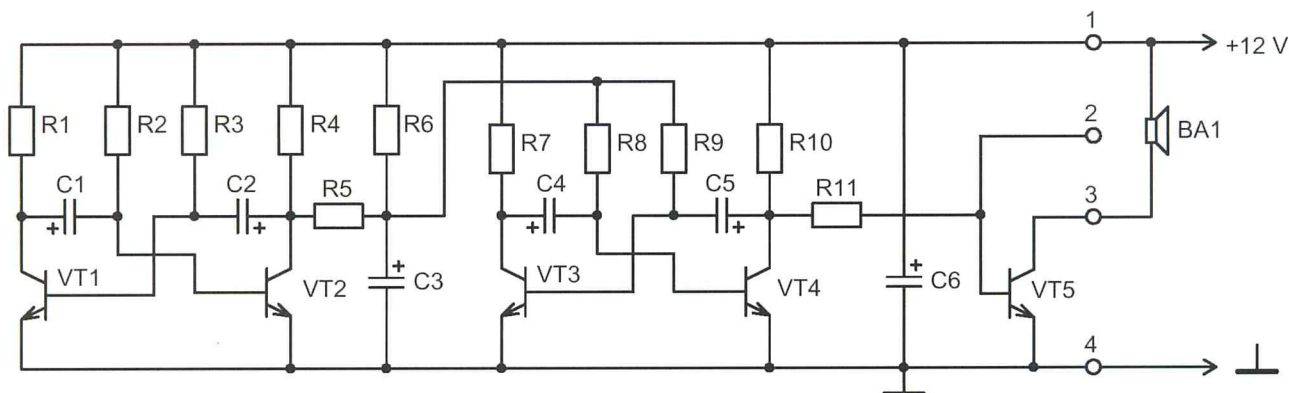 1
+12 V
R1 R2 R3 R4 R6 R7 R8 R9 R10 2 BA1
C1 C2 R5 C4 C5 R11 3
+ + + +
VT1 VT2 + C3 VT3 VT4 + C6 VT5
4